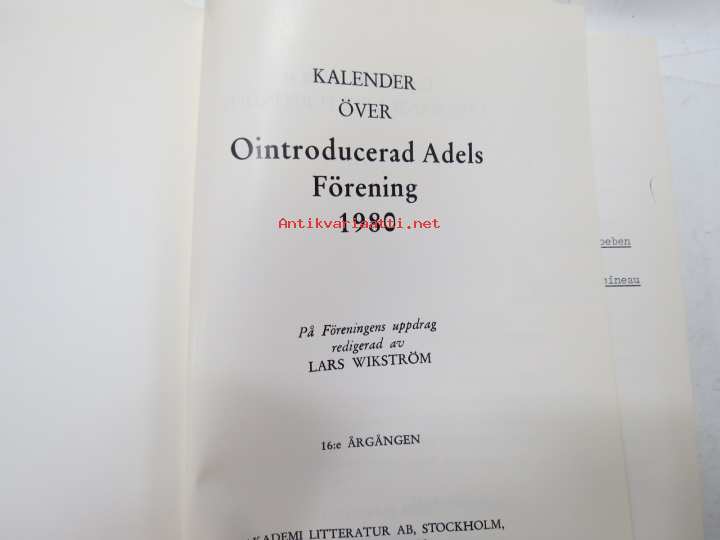 KALENDER
ÖVER
Ointroducerad Adels
Förening
1980
Antikvariaatti.net
På Föreningens uppdrag
redigerad av
LARS WIKSTRÖM
16:e ÅRGÅNGEN
LITTERATUR AB, STOCKHOLM,